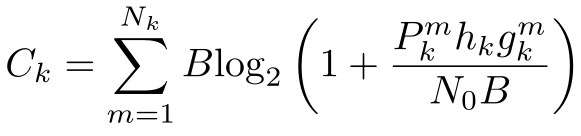 C_k = \sum_{m=1}^{N_k} B \log_2 \left( 1 + \frac{P_k^m h_k g_k^m}{N_0 B} \right)